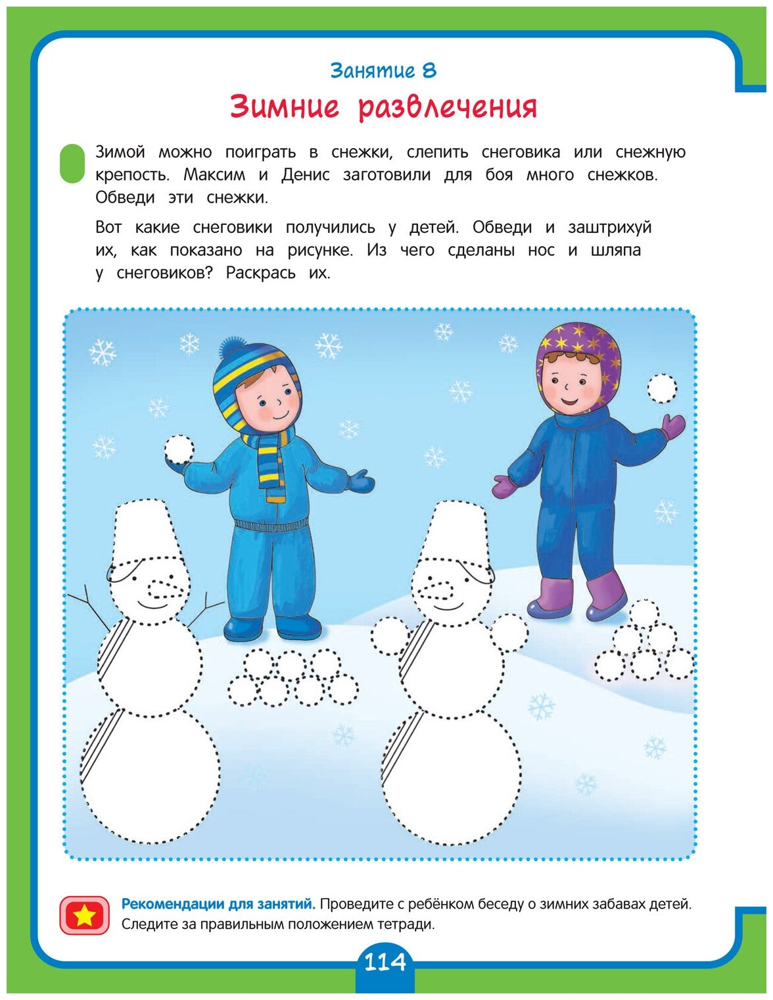 Занятие 8
Зимние развлечения
Зимой можно поиграть в снежки, слепить снеговика или снежную
крепость. Максим и Денис заготовили для боя много снежков.
Обведи эти снежки.
Вот какие снеговики получились у детей. Обведи и заштрихуй
их, как показано на рисунке. Из чего сделаны нос и шляпа
у снеговиков? Раскрась их.
Рекомендации для занятий. Проведите с ребёнком беседу о зимних забавах детей.
Следите за правильным положением тетради.
114